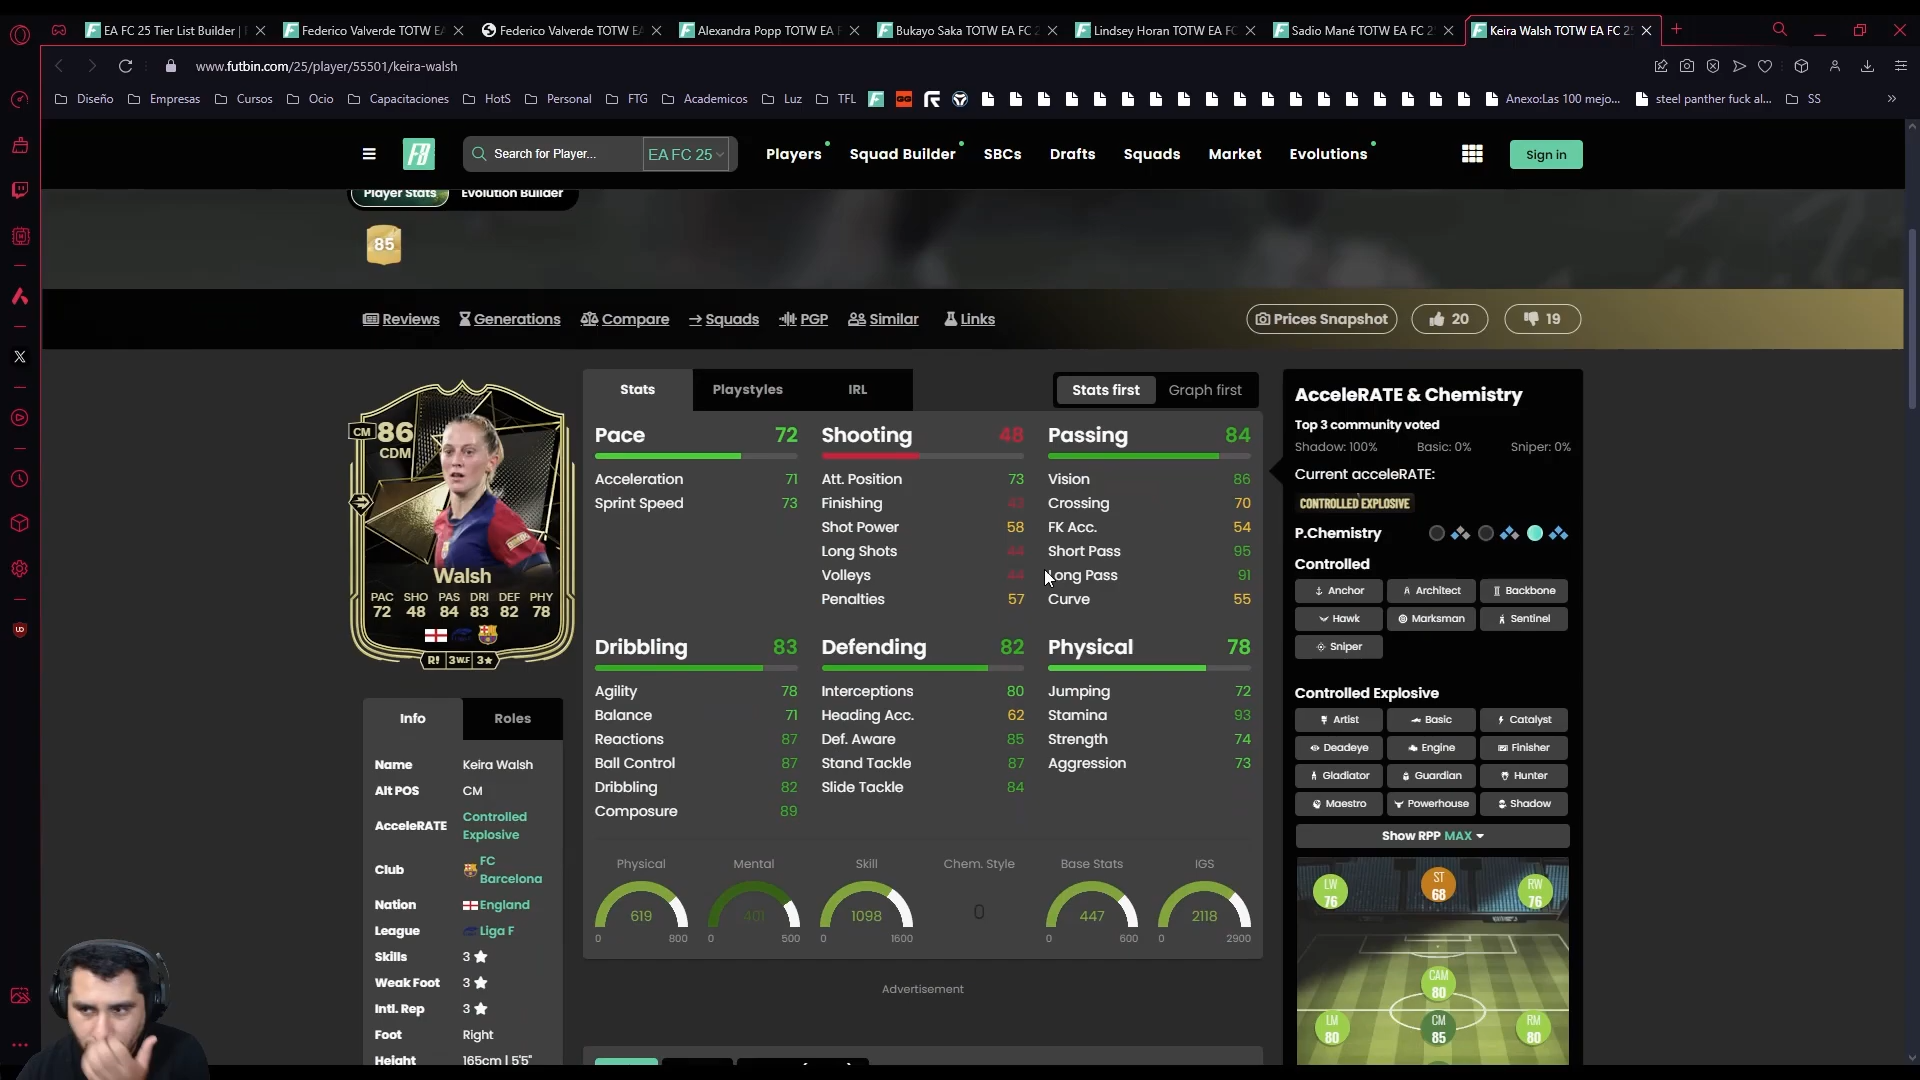 EA FC 25 Tier List Builder |
Federico Valverde TOTW EA
Federico Valverde TOTW EA
Alexandra Popp TOTW EA F
Bukayo Saka TOTW EA FC 2
Lindsey Horan TOTW EA FC
Sadio Mané TOTW EA FC 2
Keira Walsh TOTW EA FC 25
www.futbin.com/25/player/55501/keira-walsh
Diseño
Empresas
Cursos
Ocio
Capacitaciones
HotS
Personal
FTG
Academicos
Luz
TFL
Anexo:Las 100 mejo...
steel panther fuck al...
SS
FB
Search for Player...
EA FC 25
Players
Squad Builder
SBCs
Drafts
Squads
Market
Evolutions
Sign in
Player Stats
Evolution Builder
85
Reviews
Generations
Compare
Squads
PGP
Similar
Links
Prices Snapshot
20
19
CM 86
CDM
Walsh
PAC SHO PAS DRI DEF PHY
72 48 84 83 82 78
R! 3W.F 3★
Stats
Playstyles
IRL
Stats first
Graph first
Pace 72
Acceleration 71
Sprint Speed 73
Shooting 48
Att. Position 73
Finishing 43
Shot Power 58
Long Shots 44
Volleys 44
Penalties 57
Passing 84
Vision 86
Crossing 70
FK Acc. 54
Short Pass 95
Long Pass 91
Curve 55
Dribbling 83
Agility 78
Balance 71
Reactions 87
Ball Control 87
Dribbling 82
Composure 89
Defending 82
Interceptions 80
Heading Acc. 62
Def. Aware 85
Stand Tackle 87
Slide Tackle 84
Physical 78
Jumping 72
Stamina 93
Strength 74
Aggression 73
Physical
619
0 800
Mental
401
0 500
Skill
1098
0 1600
Chem. Style
0
Base Stats
447
0 600
IGS
2118
0 2900
Advertisement
Info
Roles
Name Keira Walsh
Alt POS CM
AcceleRATE Controlled
Explosive
Club FC
Barcelona
Nation England
League Liga F
Skills 3
Weak Foot 3
Intl. Rep 3
Foot Right
Height 165cm | 5'5"
AcceleRATE & Chemistry
Top 3 community voted
Shadow: 100% Basic: 0% Sniper: 0%
Current acceleRATE:
CONTROLLED EXPLOSIVE
P.Chemistry
Controlled
Anchor
Architect
Backbone
Hawk
Marksman
Sentinel
Sniper
Controlled Explosive
Artist
Basic
Catalyst
Deadeye
Engine
Finisher
Gladiator
Guardian
Hunter
Maestro
Powerhouse
Shadow
Show RPP MAX
LW
76
ST
68
RW
76
CAM
80
LM
80
CM
85
RM
80